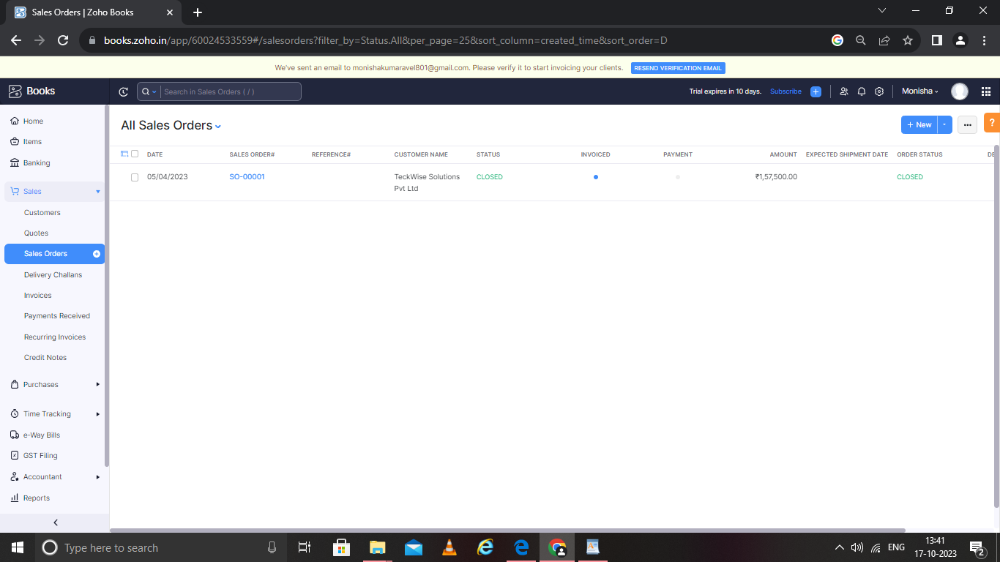 Sales Orders | Zoho Books
books.zoho.in/app/60024533559#/salesorders?filter_by=Status.All&per_page=25&sort_column=created_time&sort_order=D
We've sent an email to monishakumaravel801@gmail.com. Please verify it to start invoicing your clients. RESEND VERIFICATION EMAIL
Books
Search in Sales Orders ( / )
Trial expires in 10 days. Subscribe
Monisha
Home
Items
Banking
Sales
Customers
Quotes
Sales Orders
Delivery Challans
Invoices
Payments Received
Recurring Invoices
Credit Notes
Purchases
Time Tracking
e-Way Bills
GST Filing
Accountant
Reports
All Sales Orders
+ New
?
DATE SALES ORDER# REFERENCE# CUSTOMER NAME STATUS INVOICED PAYMENT AMOUNT EXPECTED SHIPMENT DATE ORDER STATUS DE
05/04/2023 SO-00001 TeckWise Solutions CLOSED ₹1,57,500.00 CLOSED
Pvt Ltd
Type here to search
ENG
13:41
17-10-2023
2